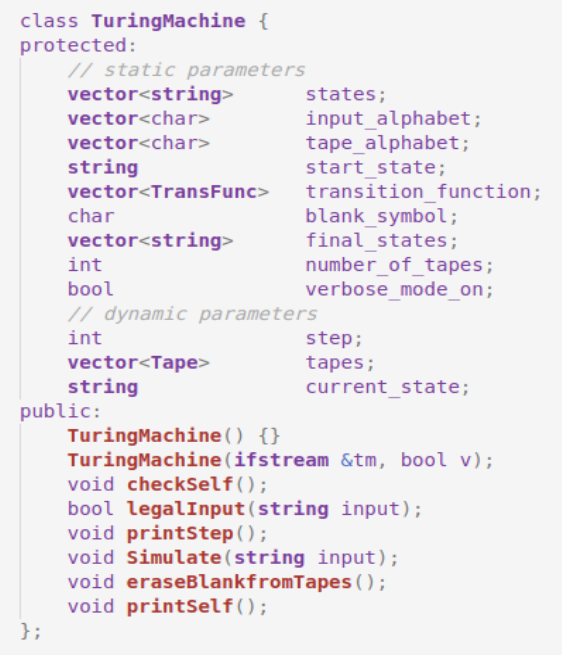 class TuringMachine {
protected:
    // static parameters
    vector<string>      states;
    vector<char>        input_alphabet;
    vector<char>        tape_alphabet;
    string              start_state;
    vector<TransFunc>   transition_function;
    char                blank_symbol;
    vector<string>      final_states;
    int                 number_of_tapes;
    bool                verbose_mode_on;
    // dynamic parameters
    int                 step;
    vector<Tape>        tapes;
    string              current_state;
public:
    TuringMachine() {}
    TuringMachine(ifstream &tm, bool v);
    void checkSelf();
    bool legalInput(string input);
    void printStep();
    void Simulate(string input);
    void eraseBlankfromTapes();
    void printSelf();
};